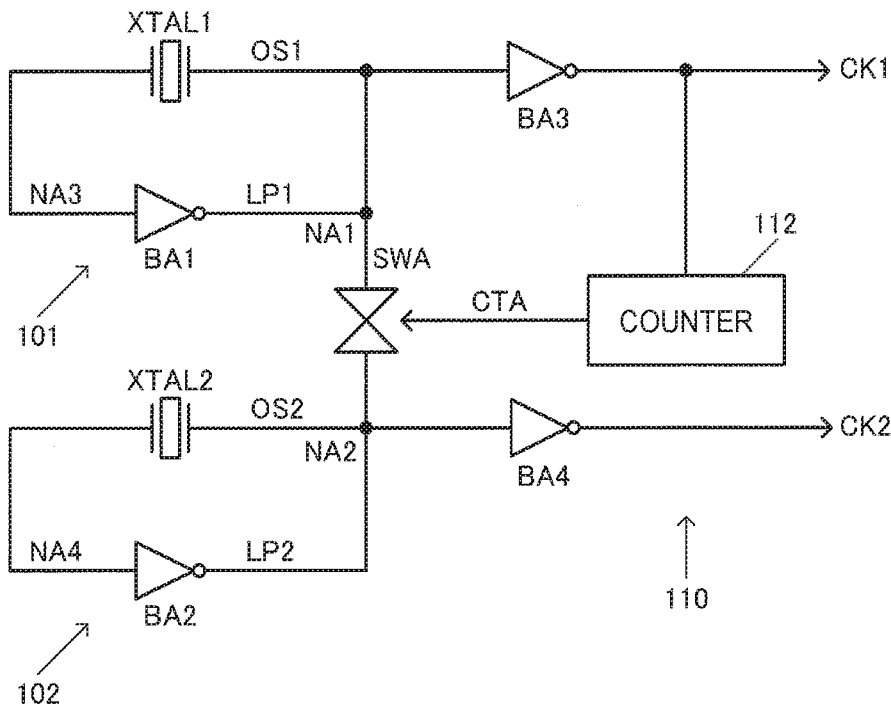 XTAL1
OS1
CK1
BA3
NA3
LP1
NA1
BA1
SWA
112
101
CTA
COUNTER
XTAL2
OS2
NA2
CK2
BA4
NA4
LP2
BA2
110
102